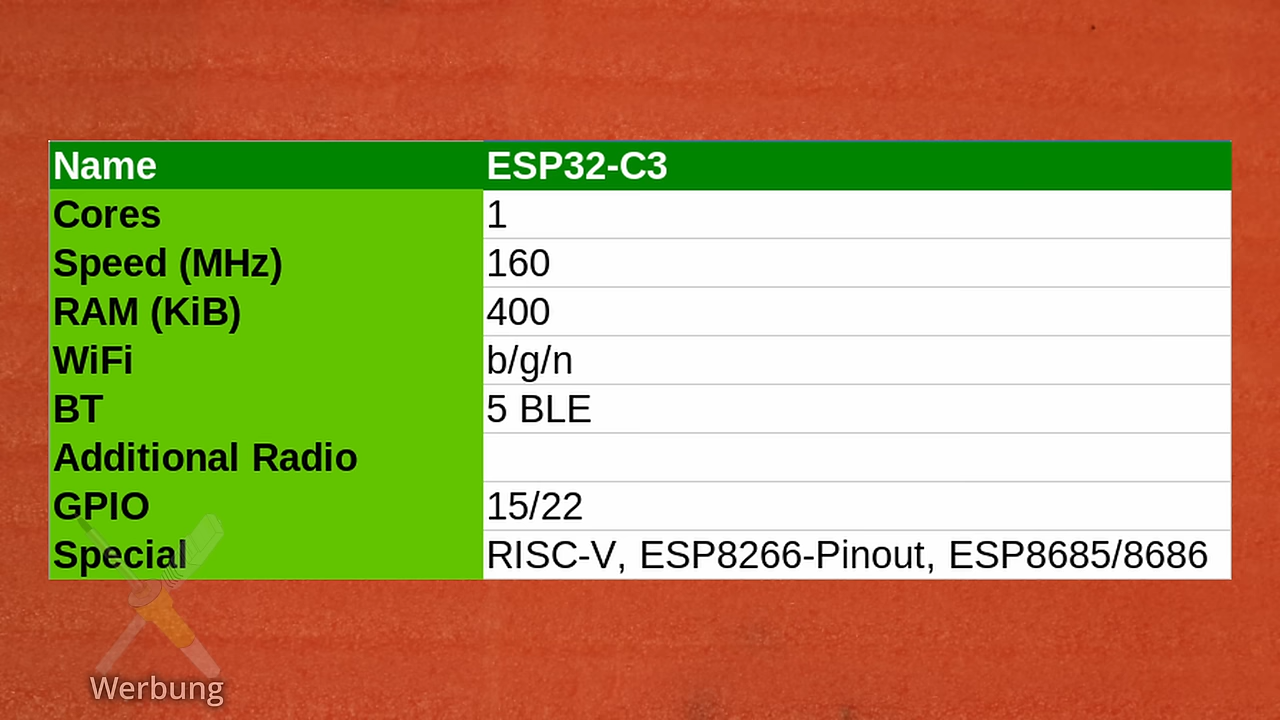 Name ESP32-C3
Cores 1
Speed (MHz) 160
RAM (KiB) 400
WiFi b/g/n
BT 5 BLE
Additional Radio
GPIO 15/22
Special RISC-V, ESP8266-Pinout, ESP8685/8686
Werbung